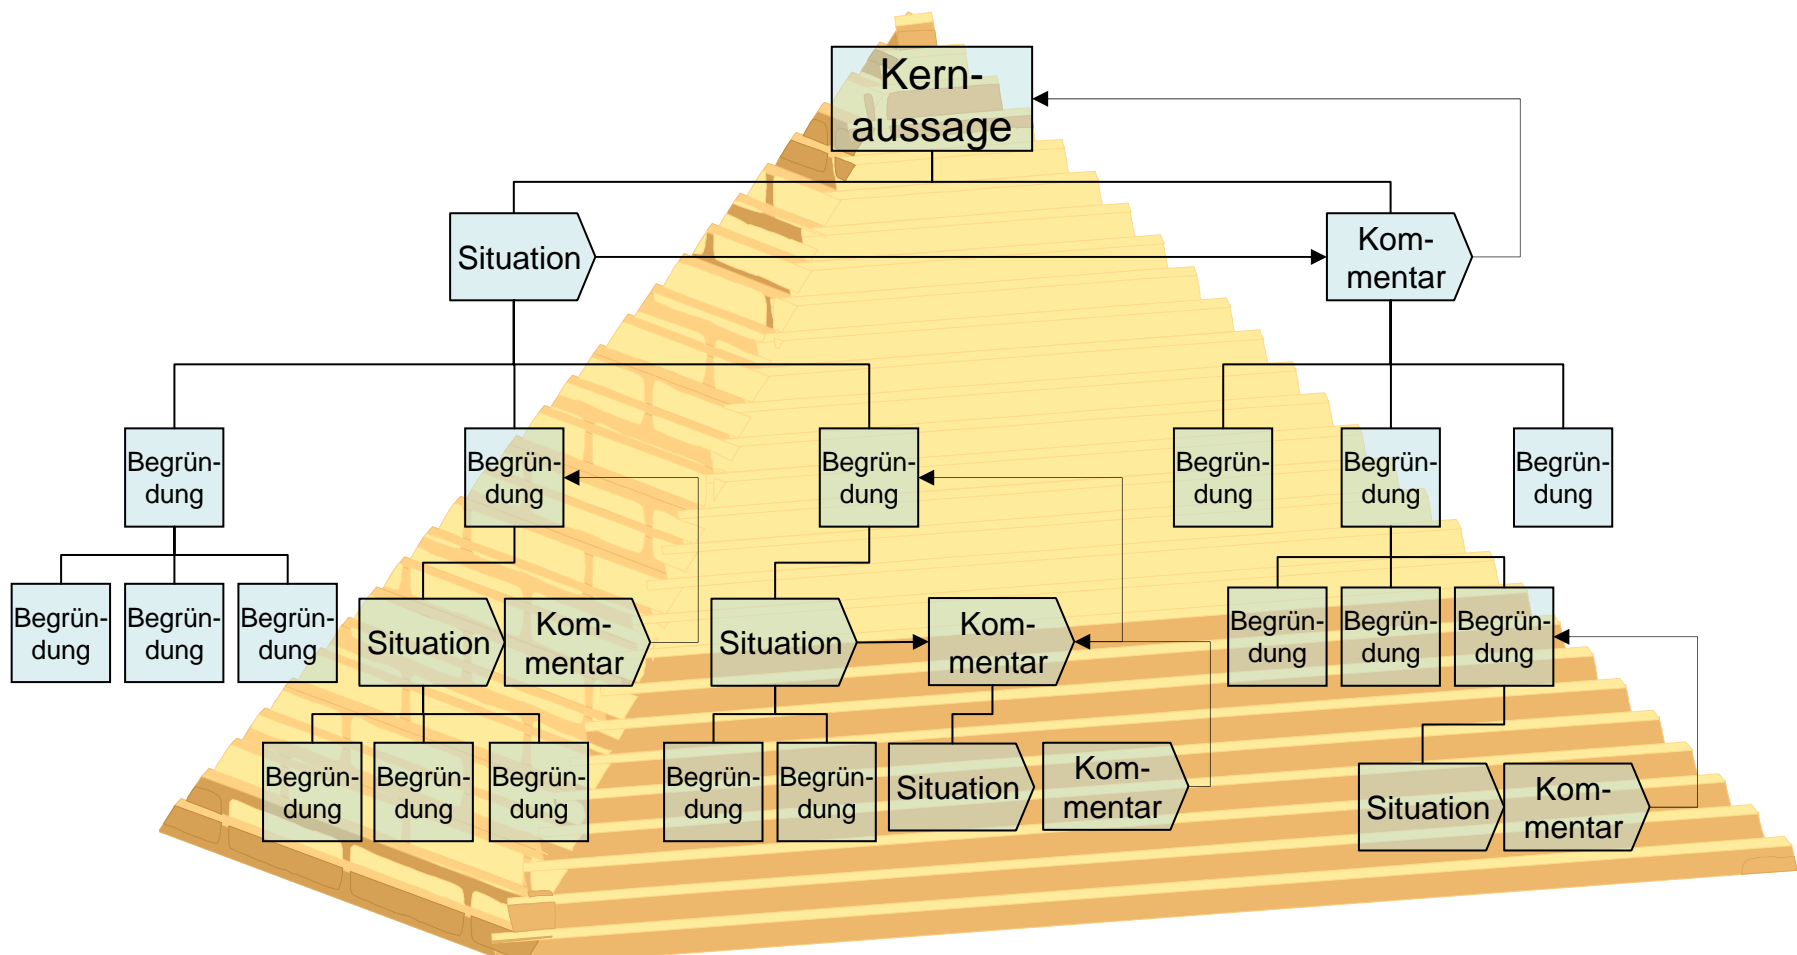 Kern-
aussage
Situation
Kom-
mentar
Begrün-
dung
Begrün-
dung
Begrün-
dung
Begrün-
dung
Begrün-
dung
Begrün-
dung
Begrün-
dung
Begrün-
dung
Begrün-
dung
Situation
Kom-
mentar
Situation
Kom-
mentar
Begrün-
dung
Begrün-
dung
Begrün-
dung
Begrün-
dung
Begrün-
dung
Begrün-
dung
Begrün-
dung
Begrün-
dung
Situation
Kom-
mentar
Situation
Kom-
mentar